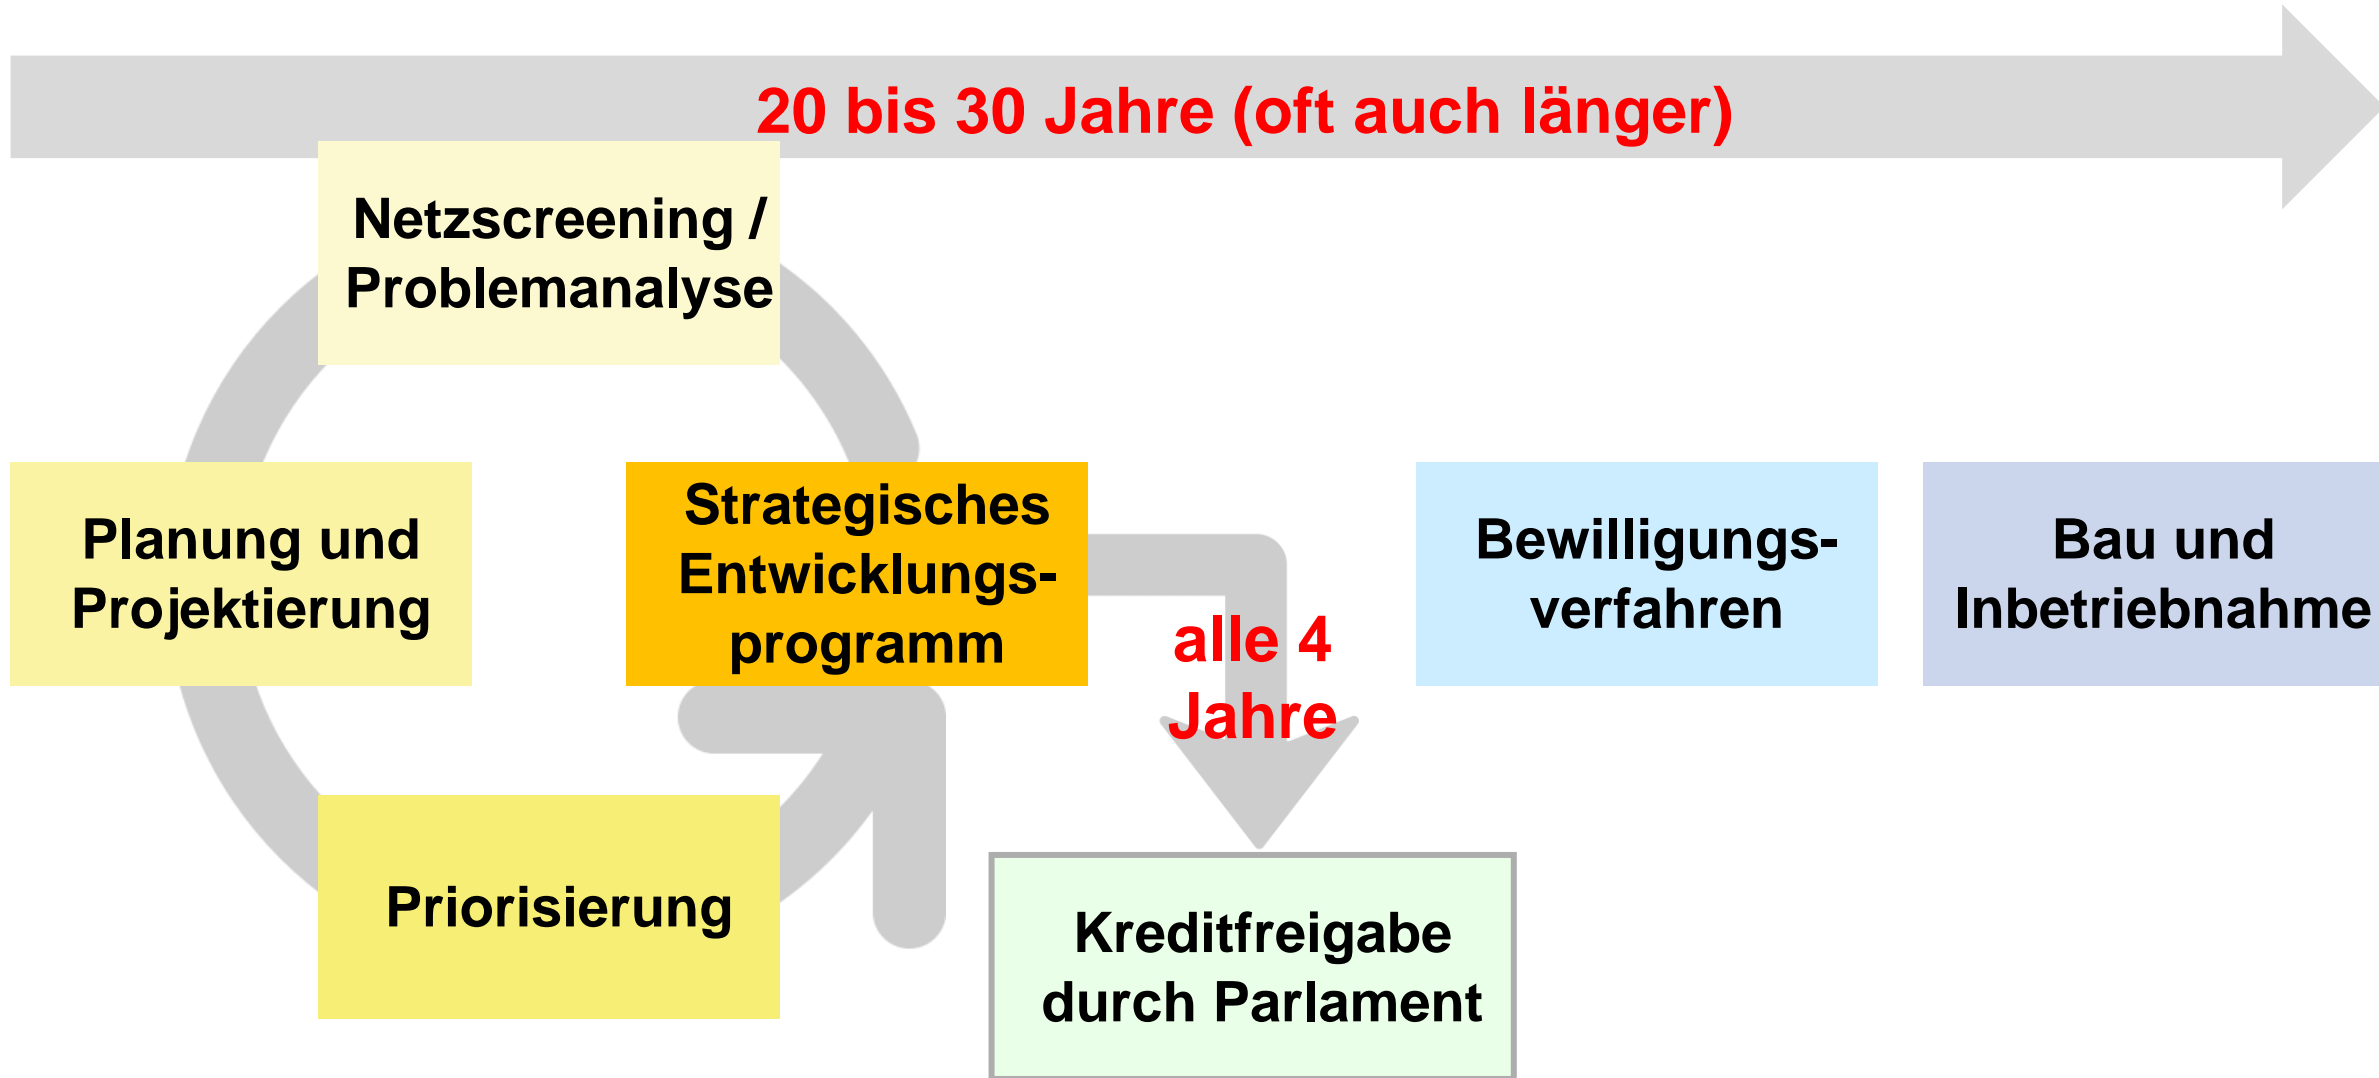 20 bis 30 Jahre (oft auch länger)
Netzscreening /
Problemanalyse
Planung und
Projektierung
Strategisches
Entwicklungs-
programm
alle 4
Jahre
Bewilligungs-
verfahren
Bau und
Inbetriebnahme
Priorisierung
Kreditfreigabe
durch Parlament